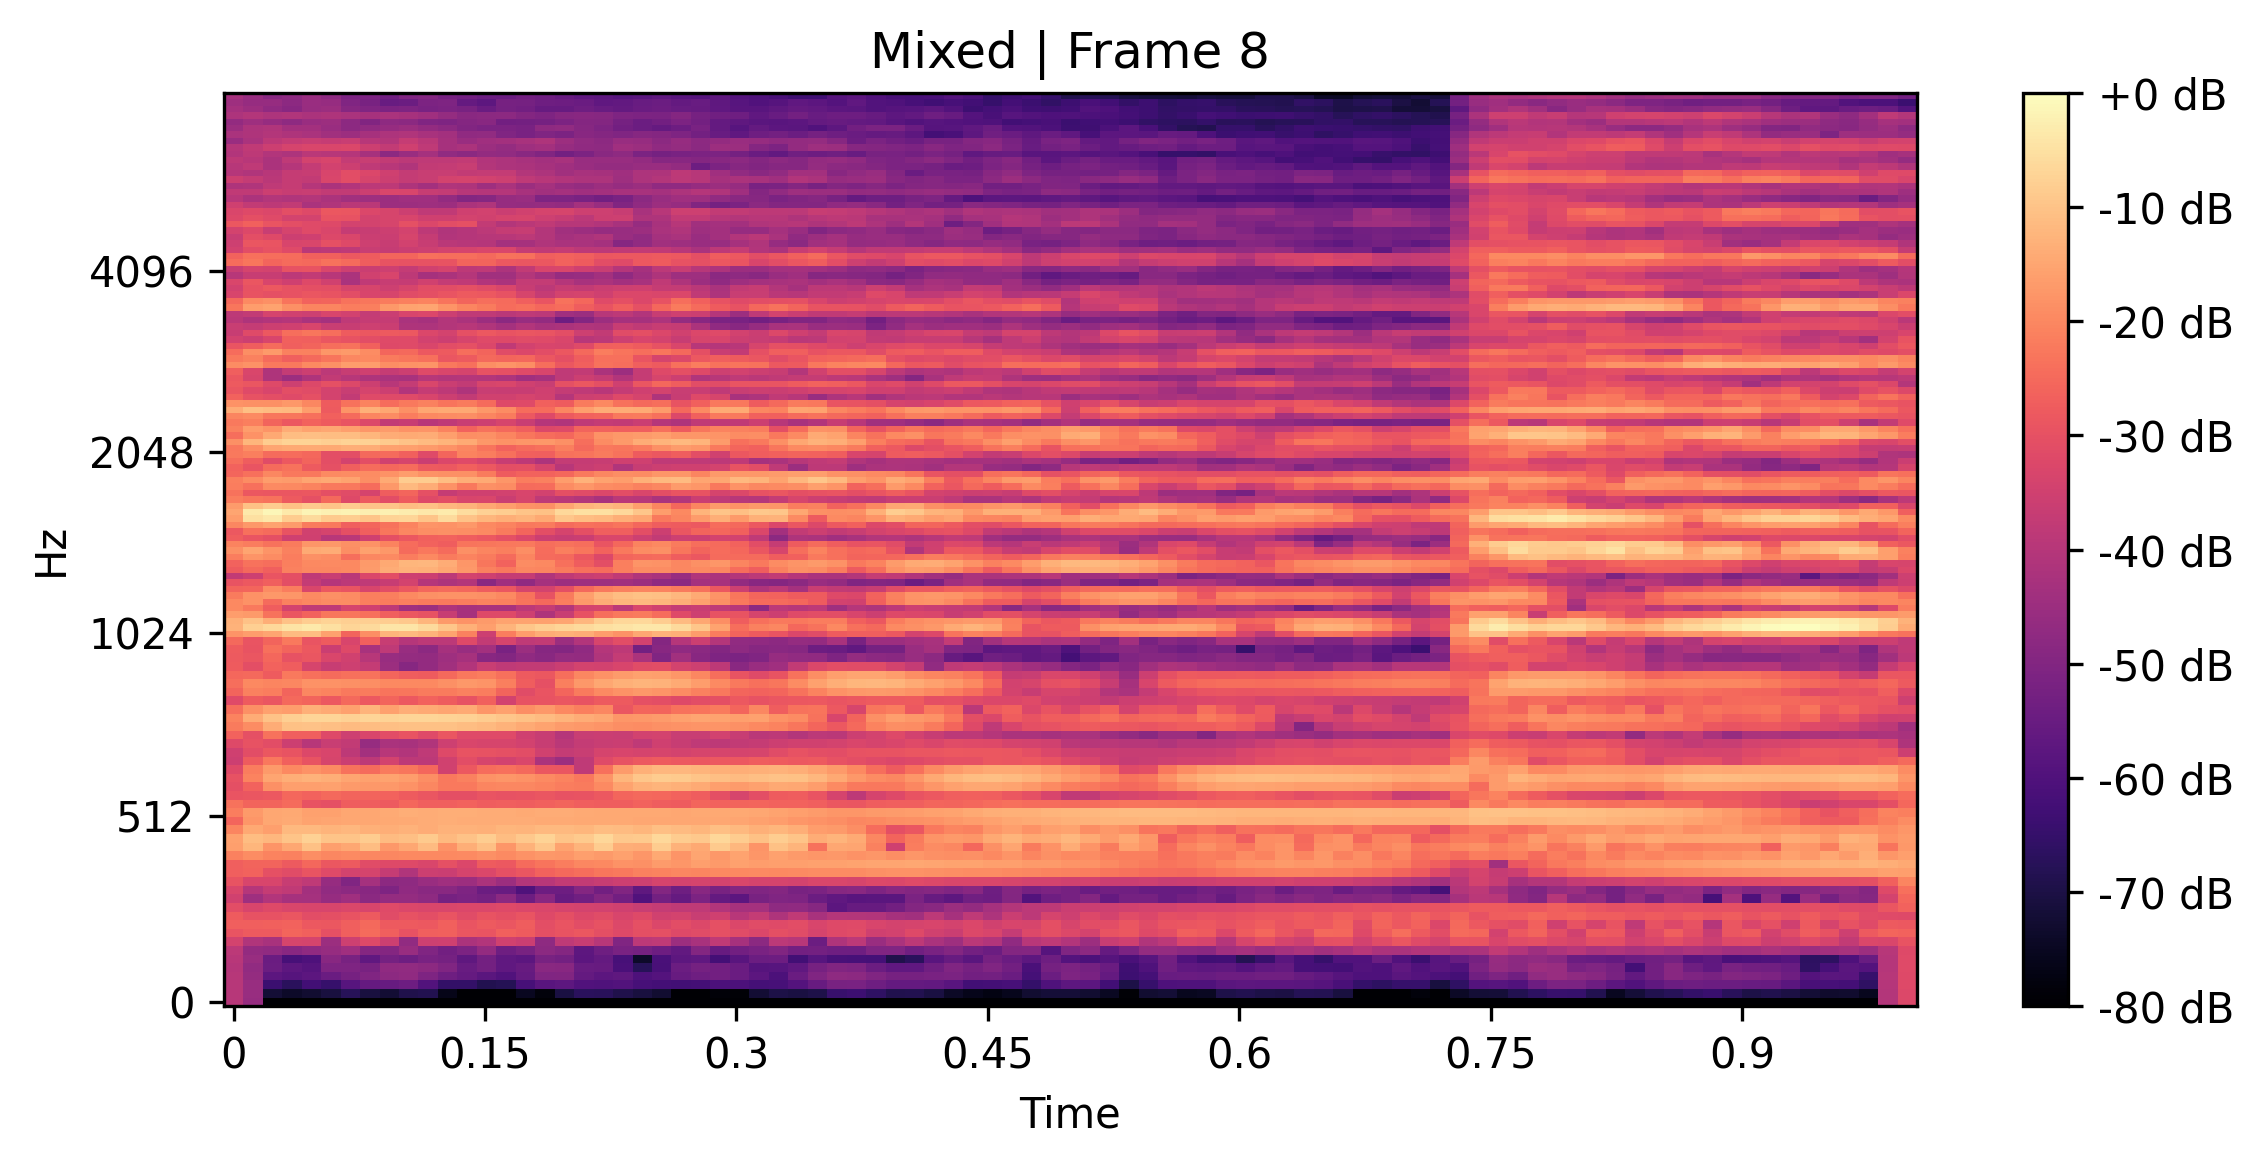 Mixed | Frame 8
+0 dB
-10 dB
-20 dB
-30 dB
-40 dB
-50 dB
-60 dB
-70 dB
-80 dB
4096
2048
1024
512
0
Hz
0 0.15 0.3 0.45 0.6 0.75 0.9
Time